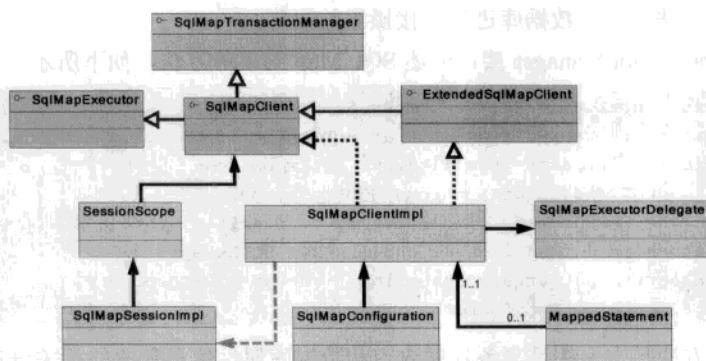 SqlMapTransactionManager
SqlMapExecutor
SqlMapClient
ExtendedSqlMapClient
SessionScope
SqlMapClientImpl
SqlMapExecutorDelegate
1..1
0..1
SqlMapSessionImpl
SqlMapConfiguration
MappedStatement